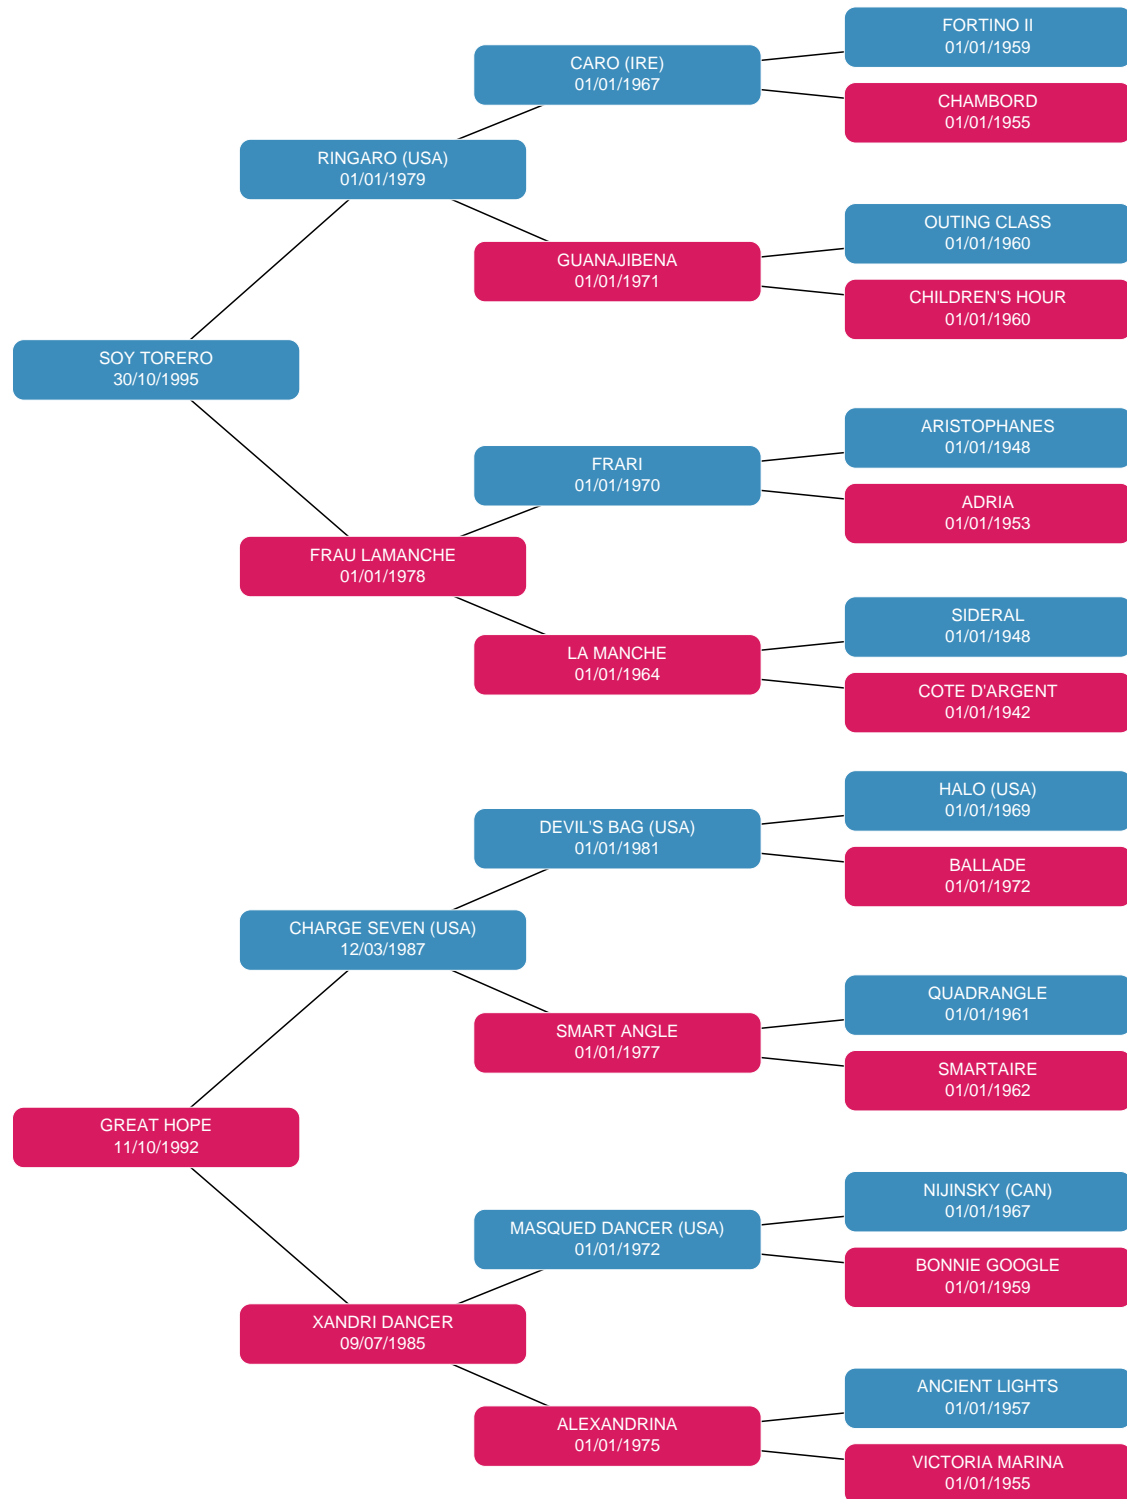 FORTINO II
01/01/1959
CARO (IRE)
01/01/1967
CHAMBORD
01/01/1955
RINGARO (USA)
01/01/1979
OUTING CLASS
01/01/1960
GUANAJIBENA
01/01/1971
CHILDREN'S HOUR
01/01/1960
SOY TORERO
30/10/1995
ARISTOPHANES
01/01/1948
FRARI
01/01/1970
ADRIA
01/01/1953
FRAU LAMANCHE
01/01/1978
SIDERAL
01/01/1948
LA MANCHE
01/01/1964
COTE D'ARGENT
01/01/1942
HALO (USA)
01/01/1969
DEVIL'S BAG (USA)
01/01/1981
BALLADE
01/01/1972
CHARGE SEVEN (USA)
12/03/1987
QUADRANGLE
01/01/1961
SMART ANGLE
01/01/1977
SMARTAIRE
01/01/1962
GREAT HOPE
11/10/1992
NIJINSKY (CAN)
01/01/1967
MASQUED DANCER (USA)
01/01/1972
BONNIE GOOGLE
01/01/1959
XANDRI DANCER
09/07/1985
ANCIENT LIGHTS
01/01/1957
ALEXANDRINA
01/01/1975
VICTORIA MARINA
01/01/1955